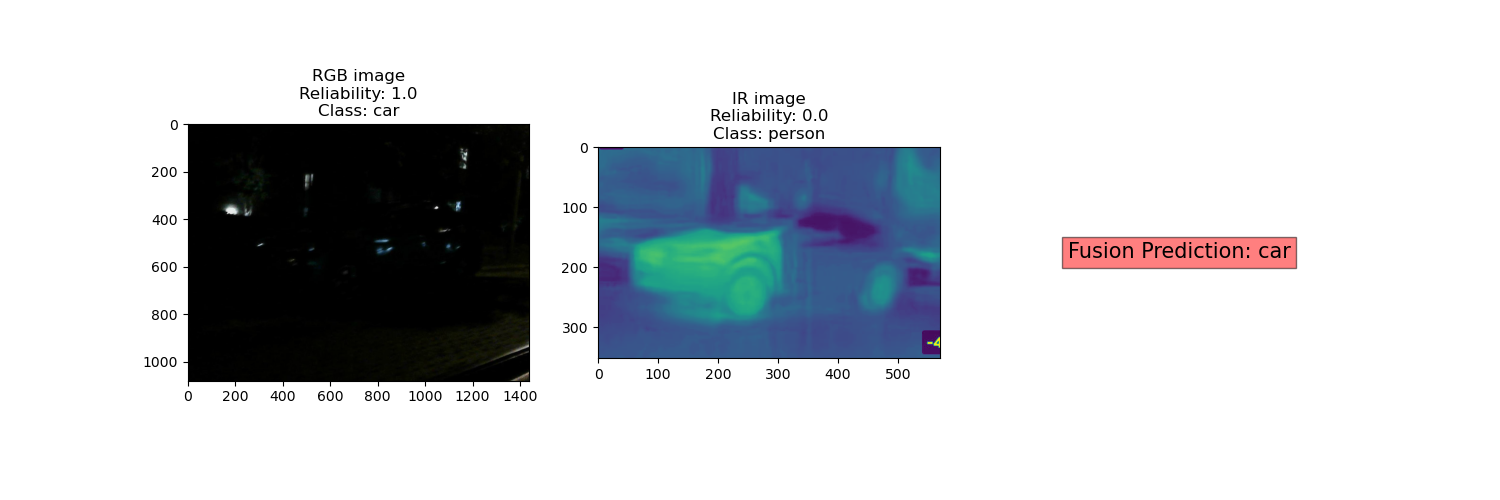 RGB image
Reliability: 1.0
Class: car
0
200
400
600
800
1000
0 200 400 600 800 1000 1200 1400
IR image
Reliability: 0.0
Class: person
0
100
200
300
0 100 200 300 400 500
-4
Fusion Prediction: car